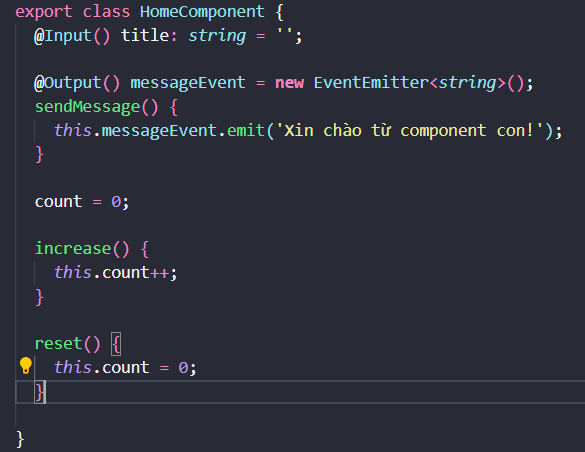 export class HomeComponent {
  @Input() title: string = '';

  @Output() messageEvent = new EventEmitter<string>();
  sendMessage() {
    this.messageEvent.emit('Xin chào từ component con!');
  }

  count = 0;

  increase() {
    this.count++;
  }

  reset() {
    this.count = 0;
  }

}